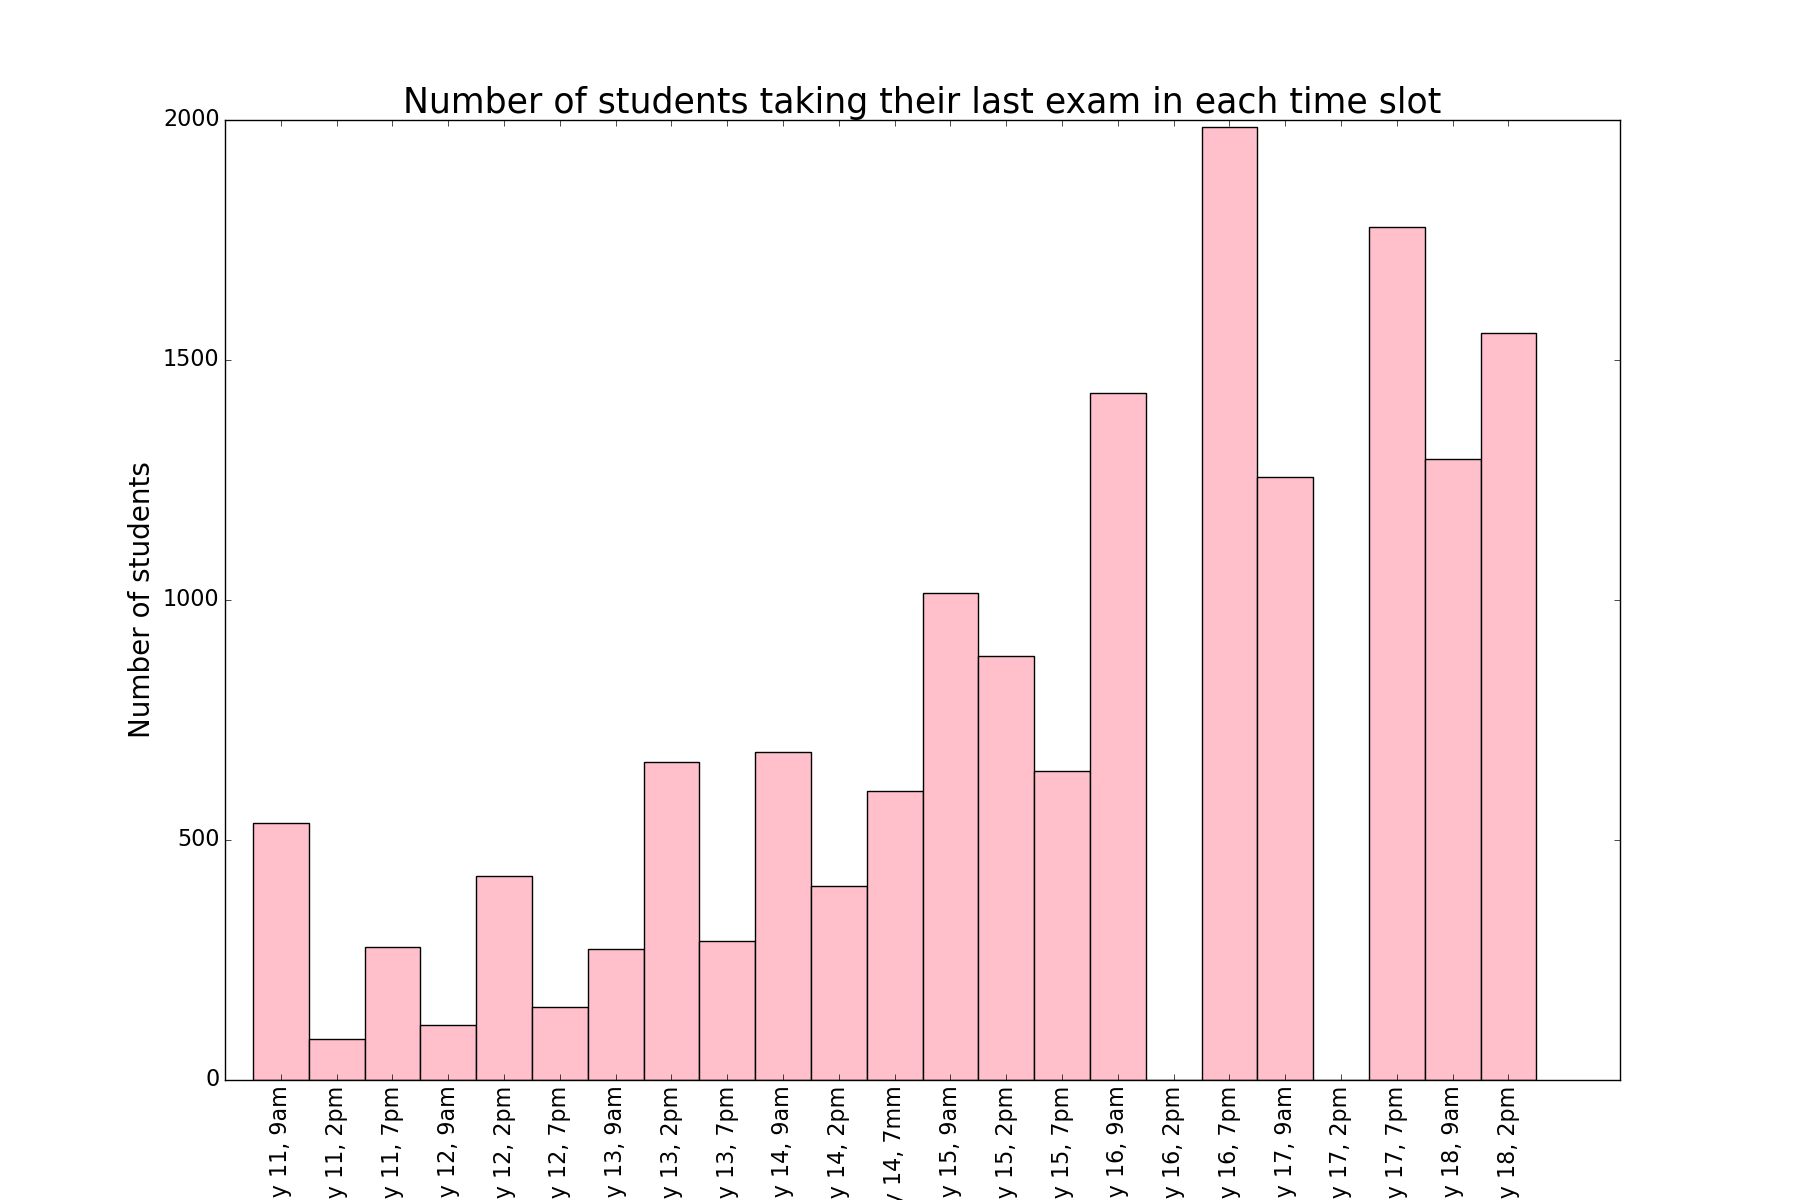 Number of students taking their last exam in each time slot
2000
1500
1000
500
0
Number of students
y 11, 9am
y 11, 2pm
y 11, 7pm
y 12, 9am
y 12, 2pm
y 12, 7pm
y 13, 9am
y 13, 2pm
y 13, 7pm
y 14, 9am
y 14, 2pm
y 14, 7mm
y 15, 9am
y 15, 2pm
y 15, 7pm
y 16, 9am
y 16, 2pm
y 16, 7pm
y 17, 9am
y 17, 2pm
y 17, 7pm
y 18, 9am
y 18, 2pm